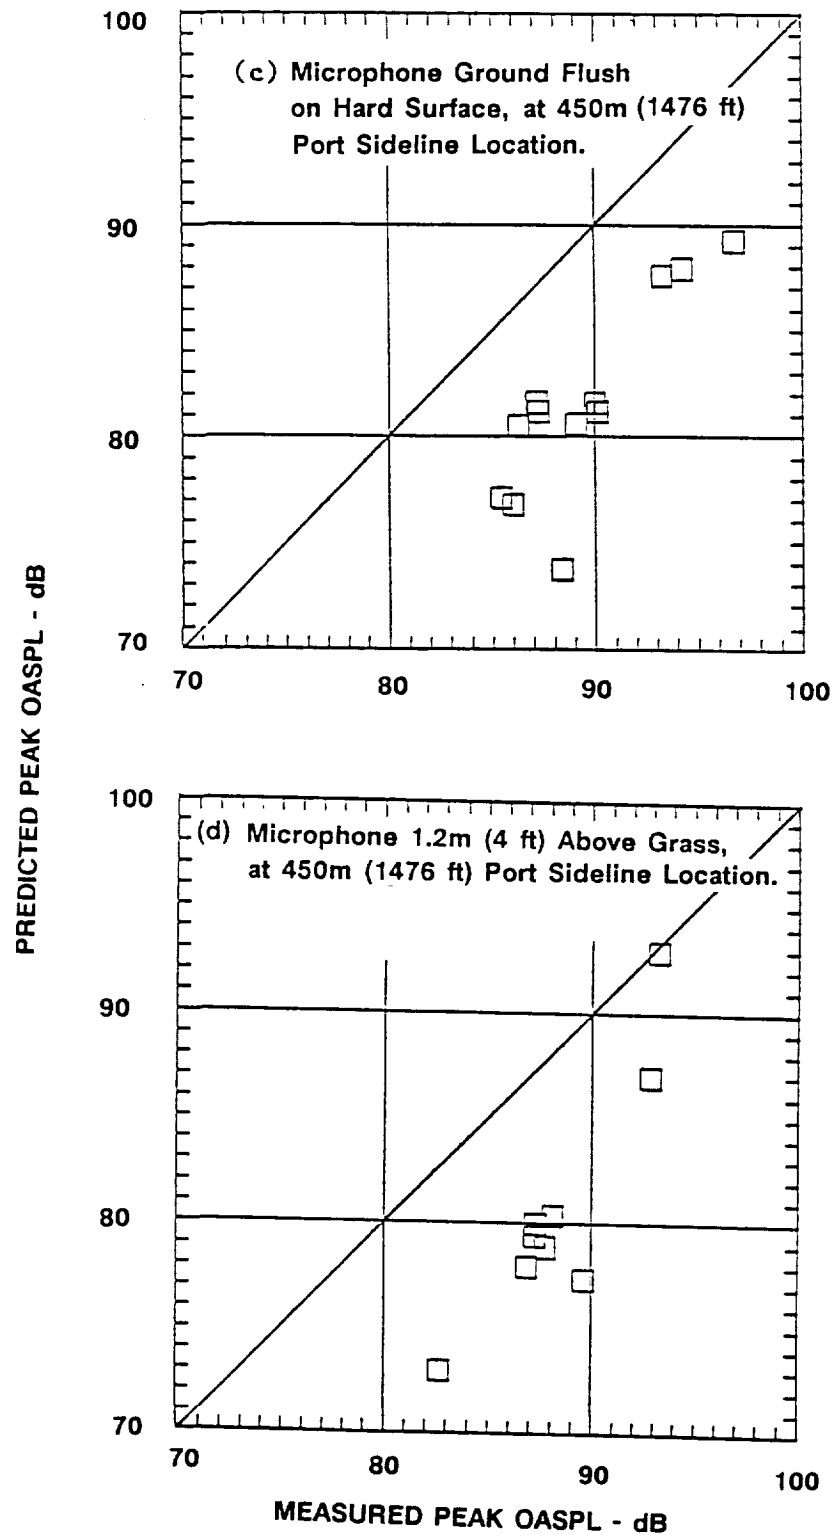 100
(c) Microphone Ground Flush
on Hard Surface, at 450m (1476 ft)
Port Sideline Location.
90
80
70
70 80 90 100
PREDICTED PEAK OASPL - dB
100
(d) Microphone 1.2m (4 ft) Above Grass,
at 450m (1476 ft) Port Sideline Location.
90
80
70
70 80 90 100
MEASURED PEAK OASPL - dB